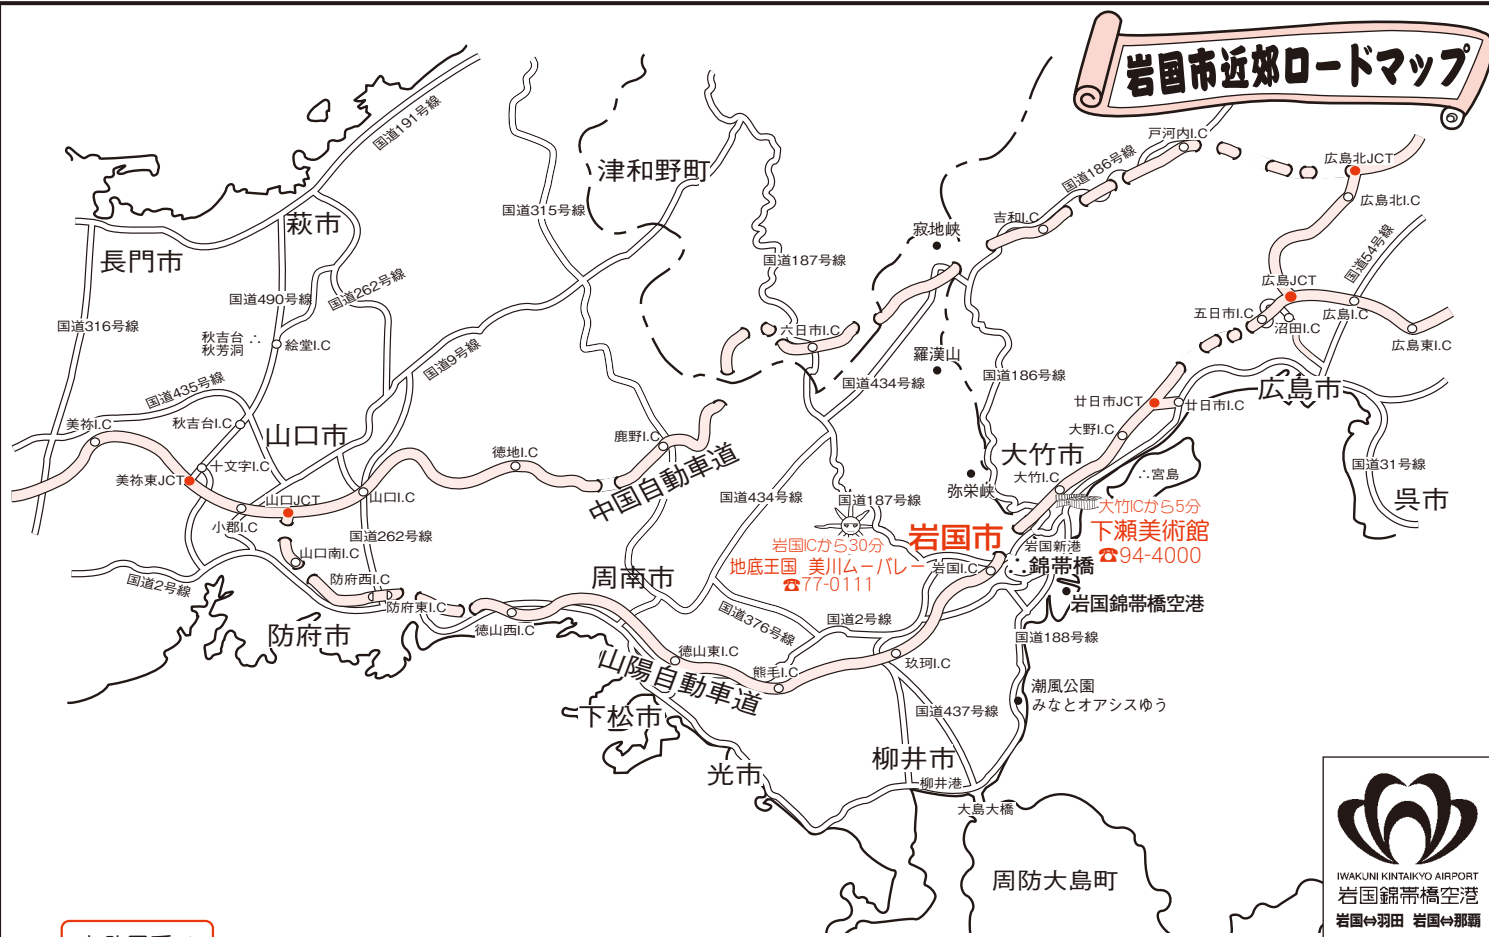 岩国市近郊ロードマップ
国道191号線
戸河内I.C
国道186号線
広島北JCT
津和野町
広島北I.C
国道315号線
萩市
吉和I.C
寂地峡
国道54号線
長門市
国道187号線
国道262号線
広島JCT
国道490号線
国道316号線
五日市I.C
広島I.C
沼田I.C
六日市I.C
秋吉台
秋芳洞
絵堂I.C
広島東I.C
国道9号線
羅漢山
国道434号線
国道186号線
国道435号線
広島市
廿日市JCT
廿日市I.C
美祢I.C
秋吉台I.C
山口市
鹿野I.C
大野I.C
徳地I.C
大竹市
十文字I.C
美祢東JCT
中国自動車道
国道31号線
大竹I.C
宮島
弥栄峡
山口JCT
山口I.C
国道434号線
国道187号線
呉市
大竹ICから5分
下瀬美術館
☎94-4000
小郡I.C
国道262号線
岩国市
岩国ICから30分
地底王国 美川ムーバレー
☎77-0111
岩国新港
山口南I.C
岩国I.C
錦帯橋
国道2号線
防府西I.C
周南市
岩国錦帯橋空港
防府東I.C
国道376号線
国道2号線
防府市
徳山西I.C
国道188号線
徳山東I.C
山陽自動車道
熊毛I.C
玖珂I.C
潮風公園
みなとオアシスゆう
国道437号線
下松市
光市
柳井市
柳井港
大島大橋
周防大島町
IWAKUNI KINTAIKYO AIRPORT
岩国錦帯橋空港
岩国⇔羽田 岩国⇔那覇